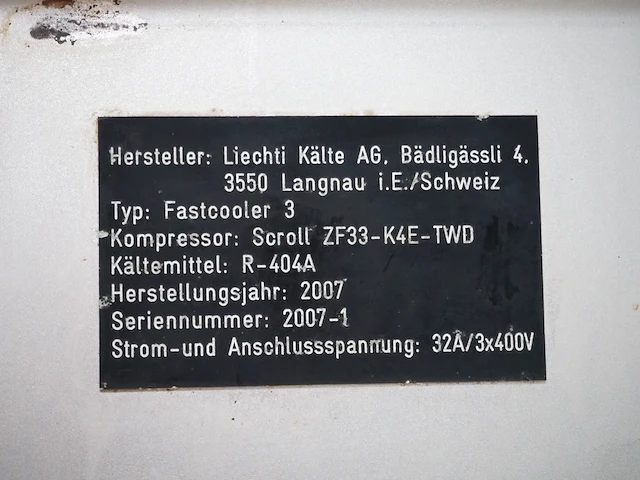 Hersteller: Liechti Kälte AG, Bädligässli 4,
3550 Langnau i.E./Schweiz
Typ: Fastcooler 3
Kompressor: Scroll ZF33-K4E-TWD
Kältemittel: R-404A
Herstellungsjahr: 2007
Seriennummer: 2007-1
Strom-und Anschlussspannung: 32A/3x400V